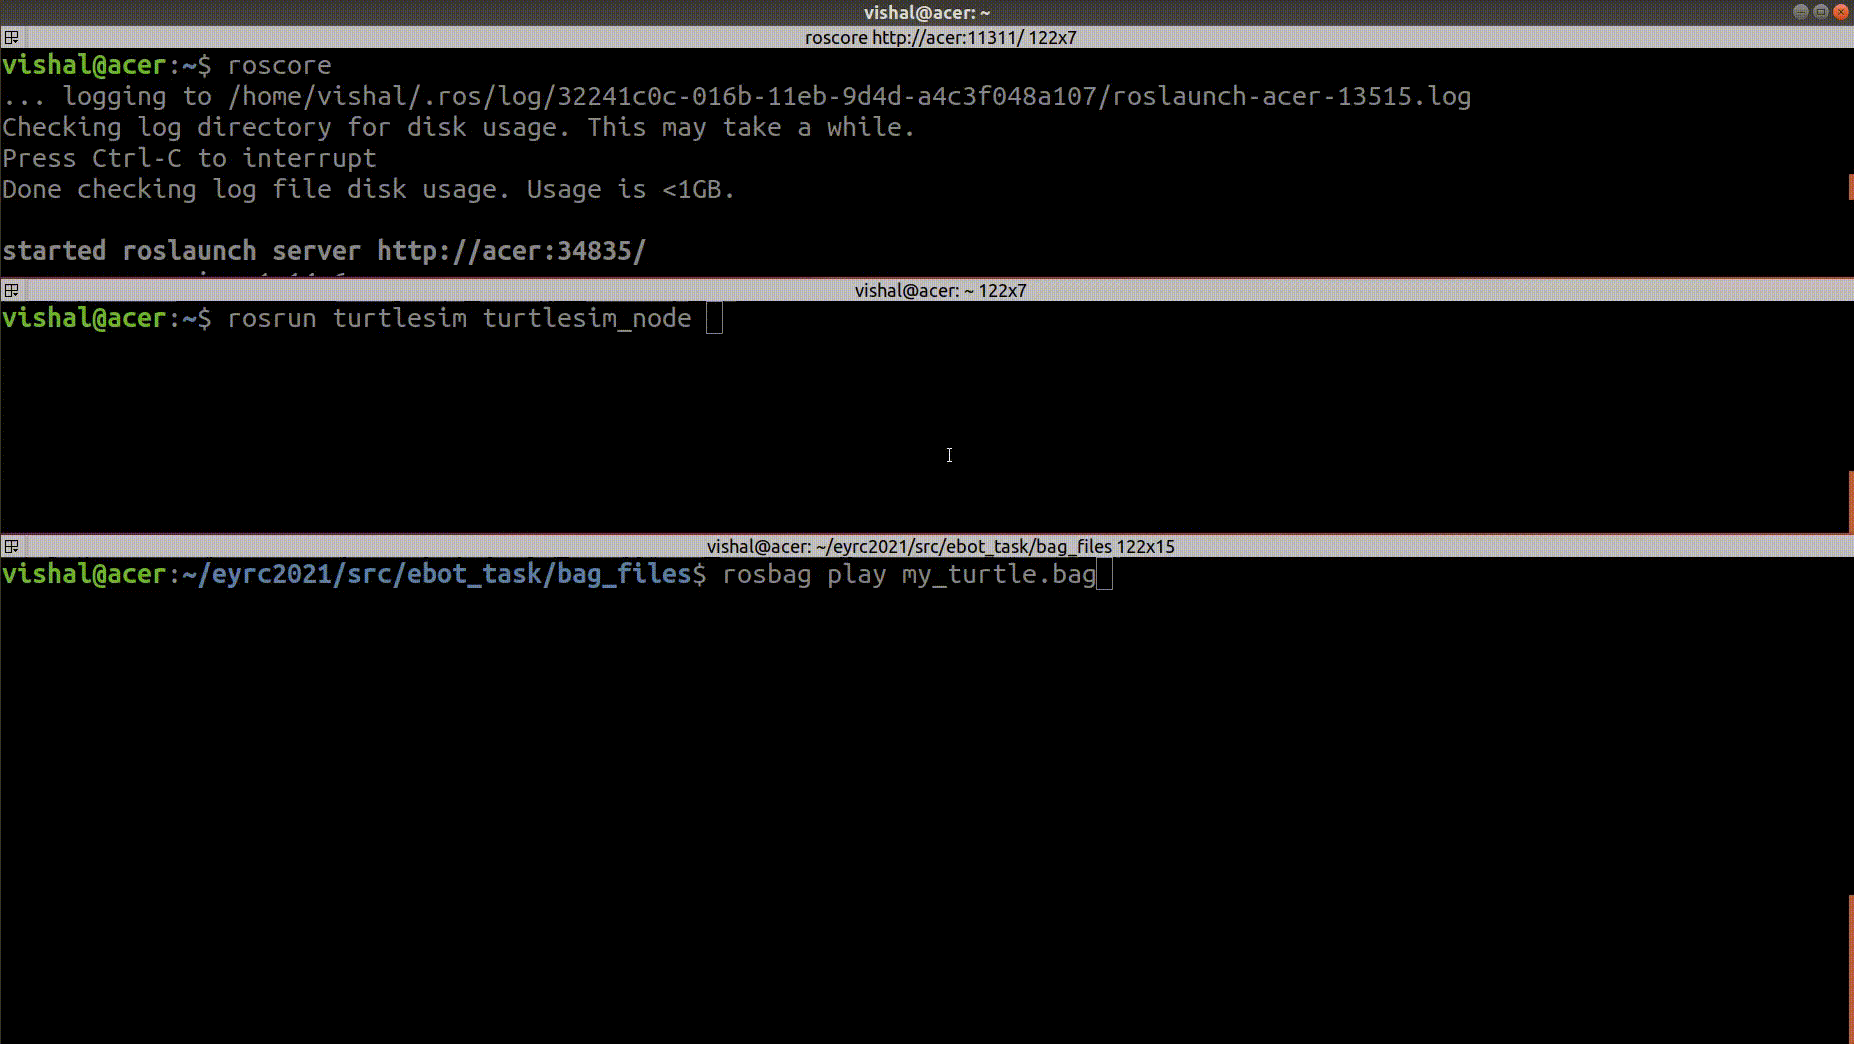 vishal@acer: ~
roscore http://acer:11311/ 122x7
vishal@acer:~$ roscore
... logging to /home/vishal/.ros/log/32241c0c-016b-11eb-9d4d-a4c3f048a107/roslaunch-acer-13515.log
Checking log directory for disk usage. This may take a while.
Press Ctrl-C to interrupt
Done checking log file disk usage. Usage is <1GB.
started roslaunch server http://acer:34835/
vishal@acer: ~ 122x7
vishal@acer:~$ rosrun turtlesim turtlesim_node
vishal@acer: ~/eyrc2021/src/ebot_task/bag_files 122x15
vishal@acer:~/eyrc2021/src/ebot_task/bag_files$ rosbag play my_turtle.bag